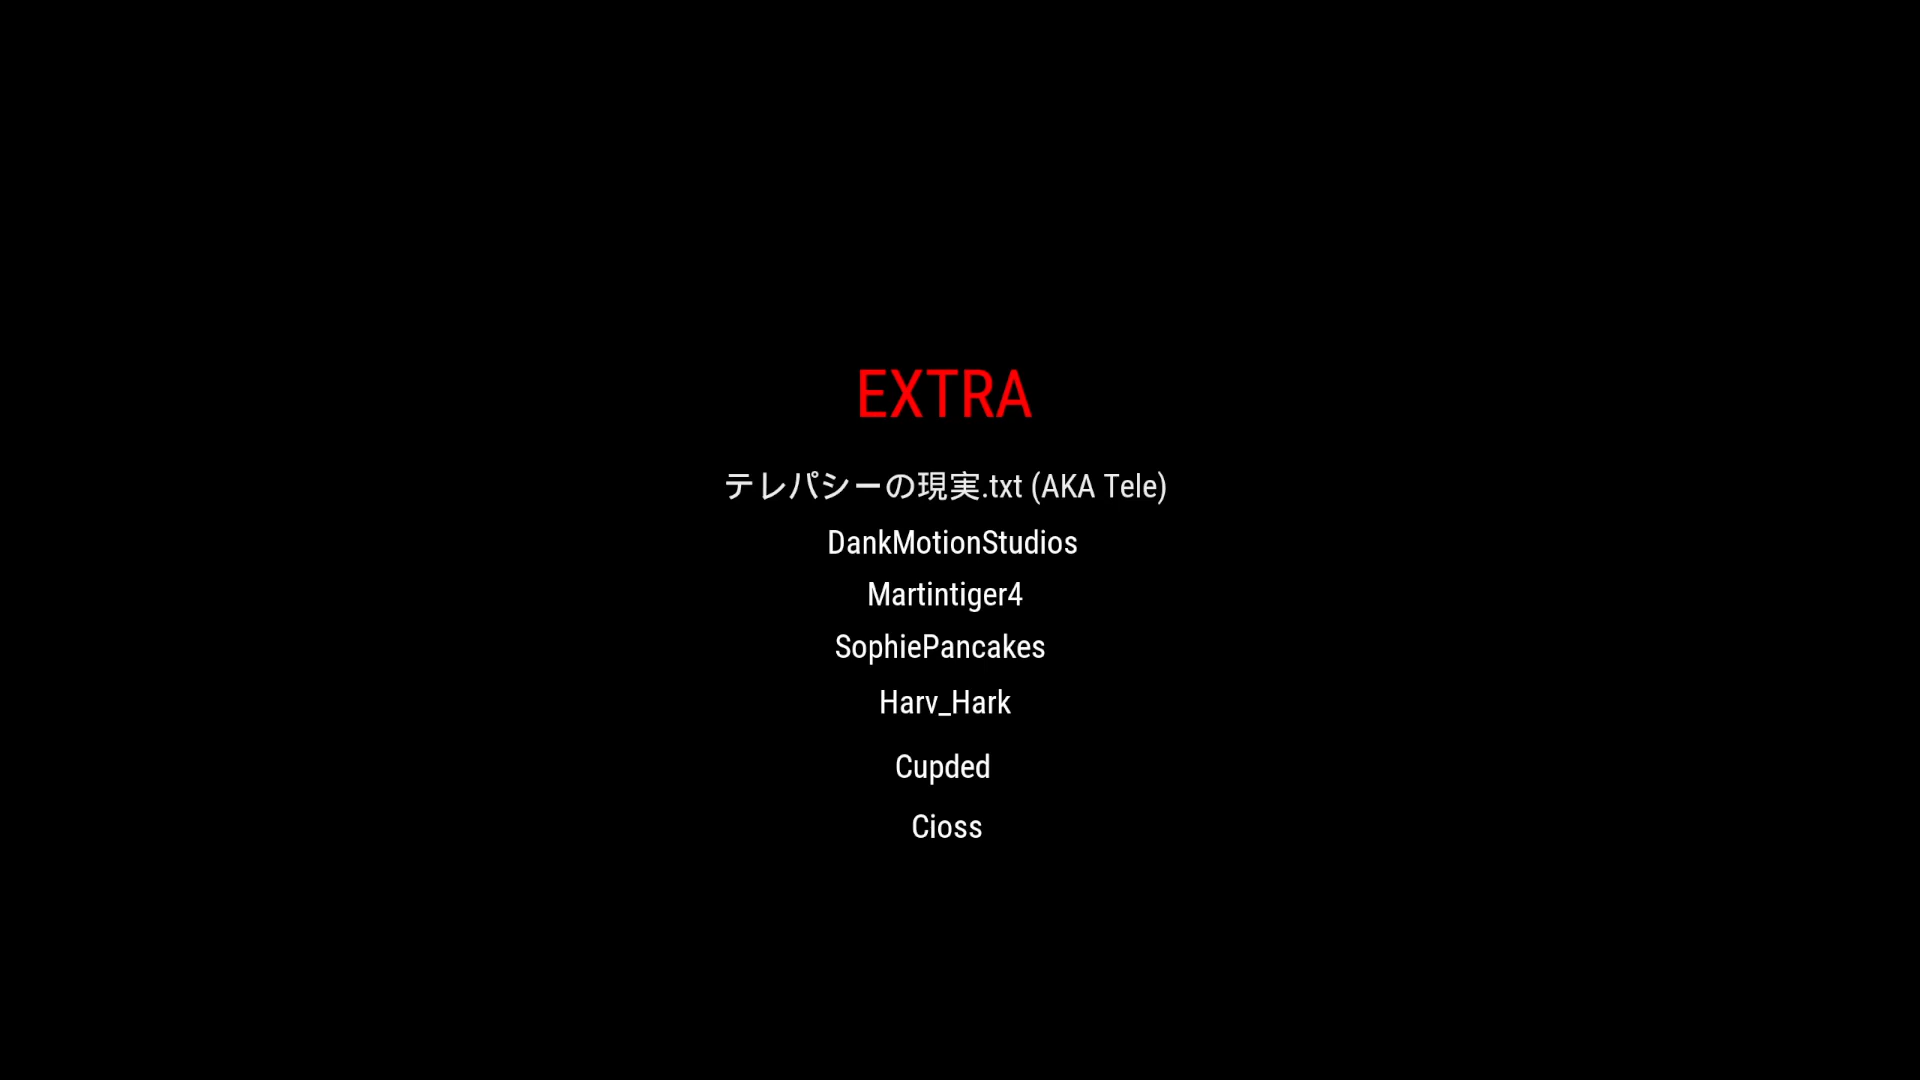 EXTRA
テレパシーの現実.txt (AKA Tele)
DankMotionStudios
Martintiger4
SophiePancakes
Harv_Hark
Cupded
Cioss